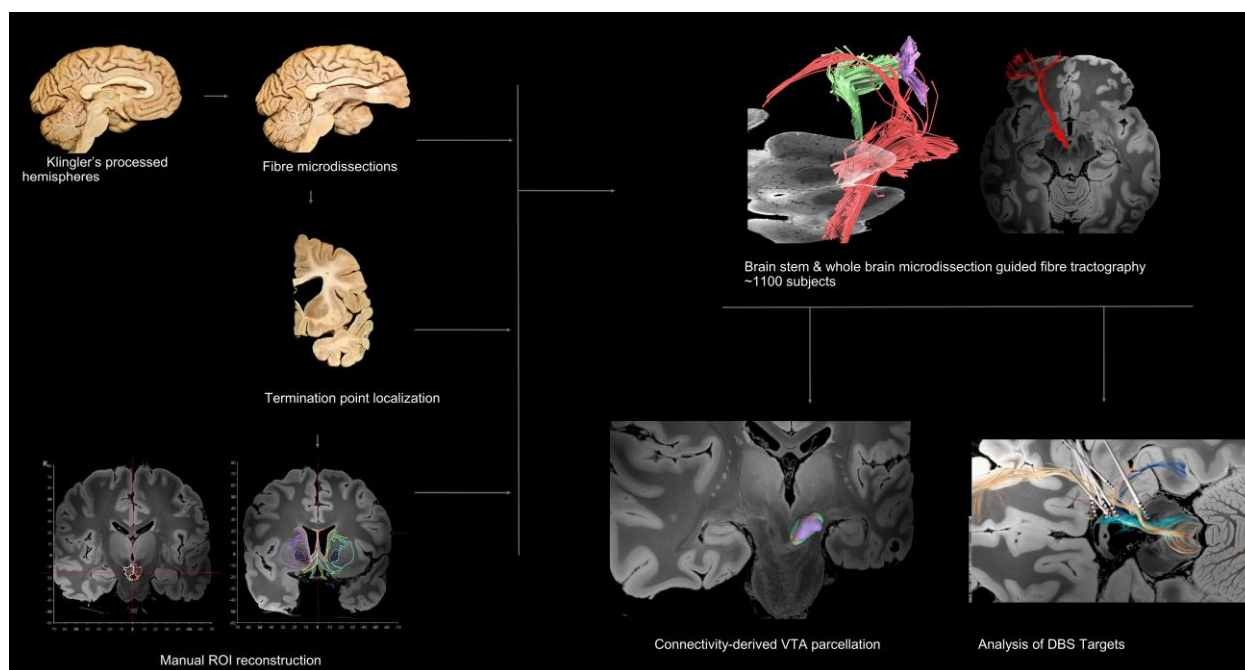 Klingler's processed
hemispheres
Fibre microdissections
Brain stem & whole brain microdissection guided fibre tractography
~1100 subjects
Termination point localization
R
Connectivity-derived VTA parcellation
Analysis of DBS Targets
Manual ROI reconstruction